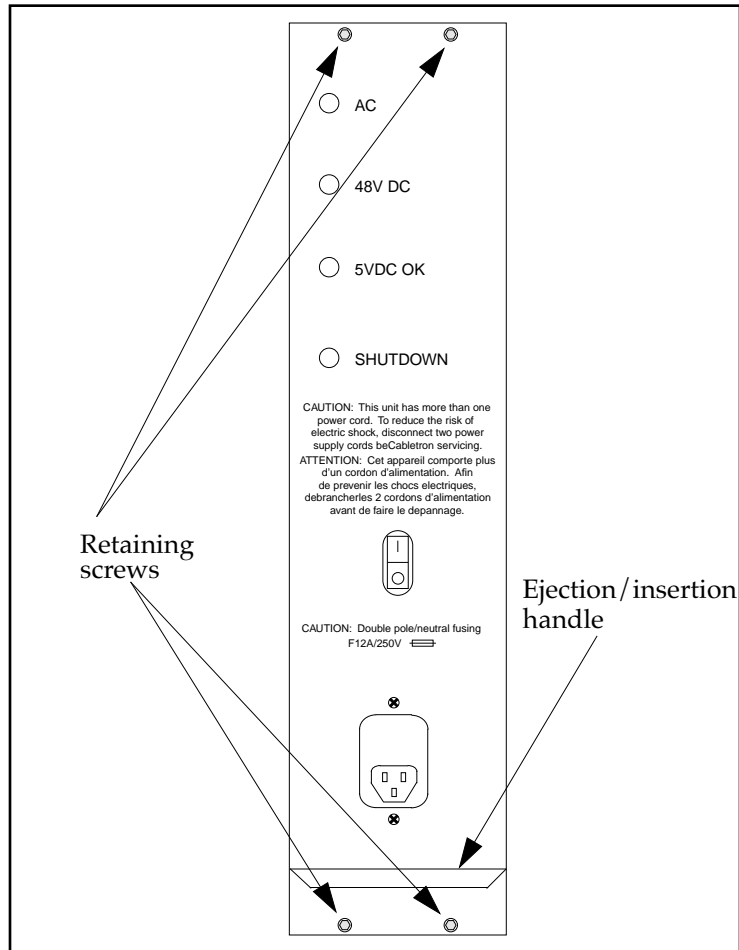 AC
48V DC
5VDC OK
SHUTDOWN
CAUTION: This unit has more than one
power cord. To reduce the risk of
electric shock, disconnect two power
supply cords beCabletron servicing.
ATTENTION: Cet appareil comporte plus
d'un cordon d'alimentation. Afin
de prevenir les chocs electriques,
debrancherles 2 cordons d'alimentation
avant de faire le depannage.
Retaining
screws
Ejection/insertion
handle
CAUTION: Double pole/neutral fusing
F12A/250V